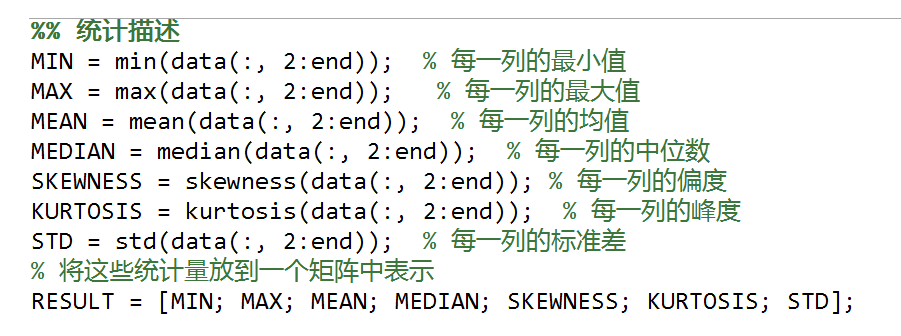 %% 统计描述
MIN = min(data(:, 2:end));  % 每一列的最小值
MAX = max(data(:, 2:end));   % 每一列的最大值
MEAN = mean(data(:, 2:end));  % 每一列的均值
MEDIAN = median(data(:, 2:end));  % 每一列的中位数
SKEWNESS = skewness(data(:, 2:end)); % 每一列的偏度
KURTOSIS = kurtosis(data(:, 2:end));  % 每一列的峰度
STD = std(data(:, 2:end));  % 每一列的标准差
% 将这些统计量放到一个矩阵中表示
RESULT = [MIN; MAX; MEAN; MEDIAN; SKEWNESS; KURTOSIS; STD];